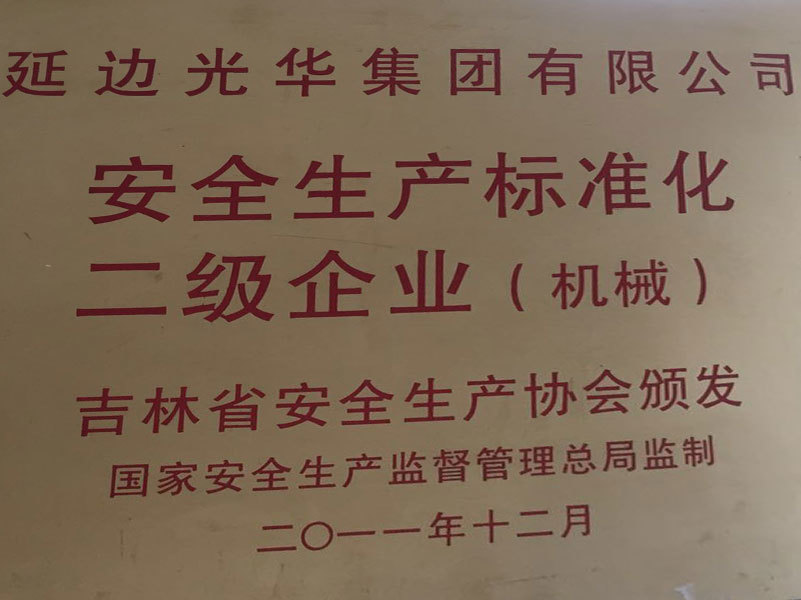 延边光华集团有限公司
安全生产标准化
二级企业（机械）
吉林省安全生产协会颁发
国家安全生产监督管理总局监制
二〇一一年十二月